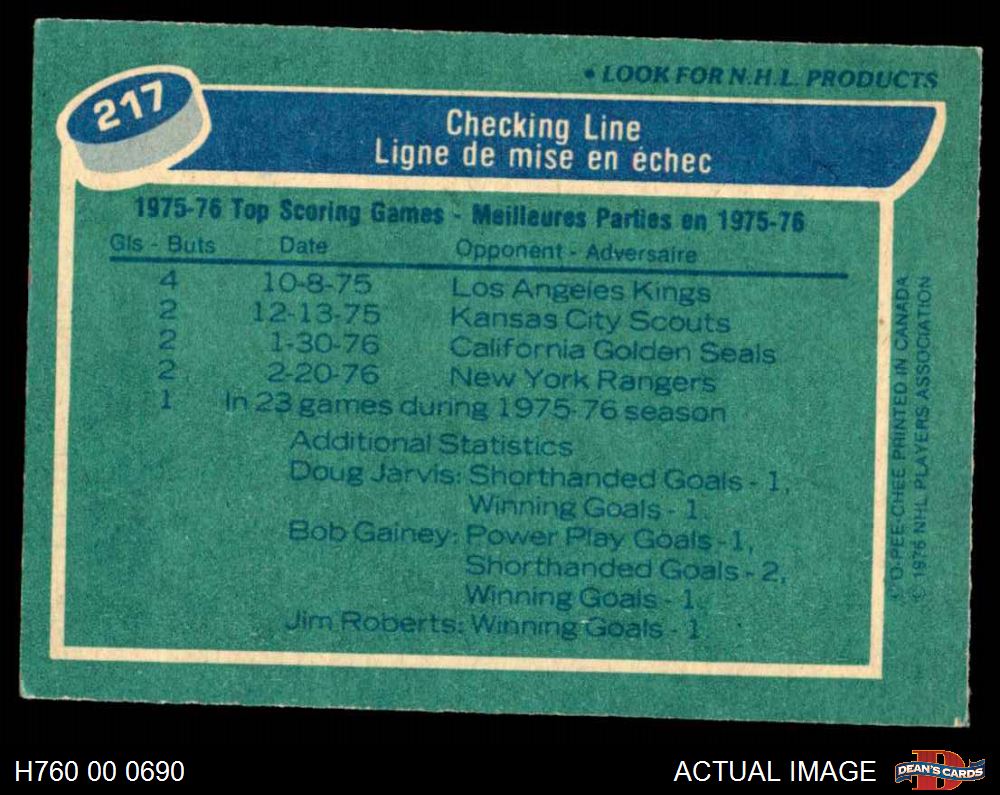 • LOOK FOR N.H.L. PRODUCTS
217
Checking Line
Ligne de mise en échec
1975-76 Top Scoring Games - Meilleures Parties en 1975-76
Gls - Buts Date Opponent - Adversaire
4 10-8-75 Los Angeles Kings
2 12-13-75 Kansas City Scouts
2 1-30-76 California Golden Seals
2 2-20-76 New York Rangers
1 In 23 games during 1975-76 season
Additional Statistics
Doug Jarvis: Shorthanded Goals - 1,
Winning Goals - 1.
Bob Gainey: Power Play Goals - 1,
Shorthanded Goals - 2,
Winning Goals - 1.
Jim Roberts: Winning Goals - 1.
© O-PEE-CHEE PRINTED IN CANADA
© 1976 NHL PLAYERS ASSOCIATION
H760 00 0690
ACTUAL IMAGE
D
DEAN'S CARDS